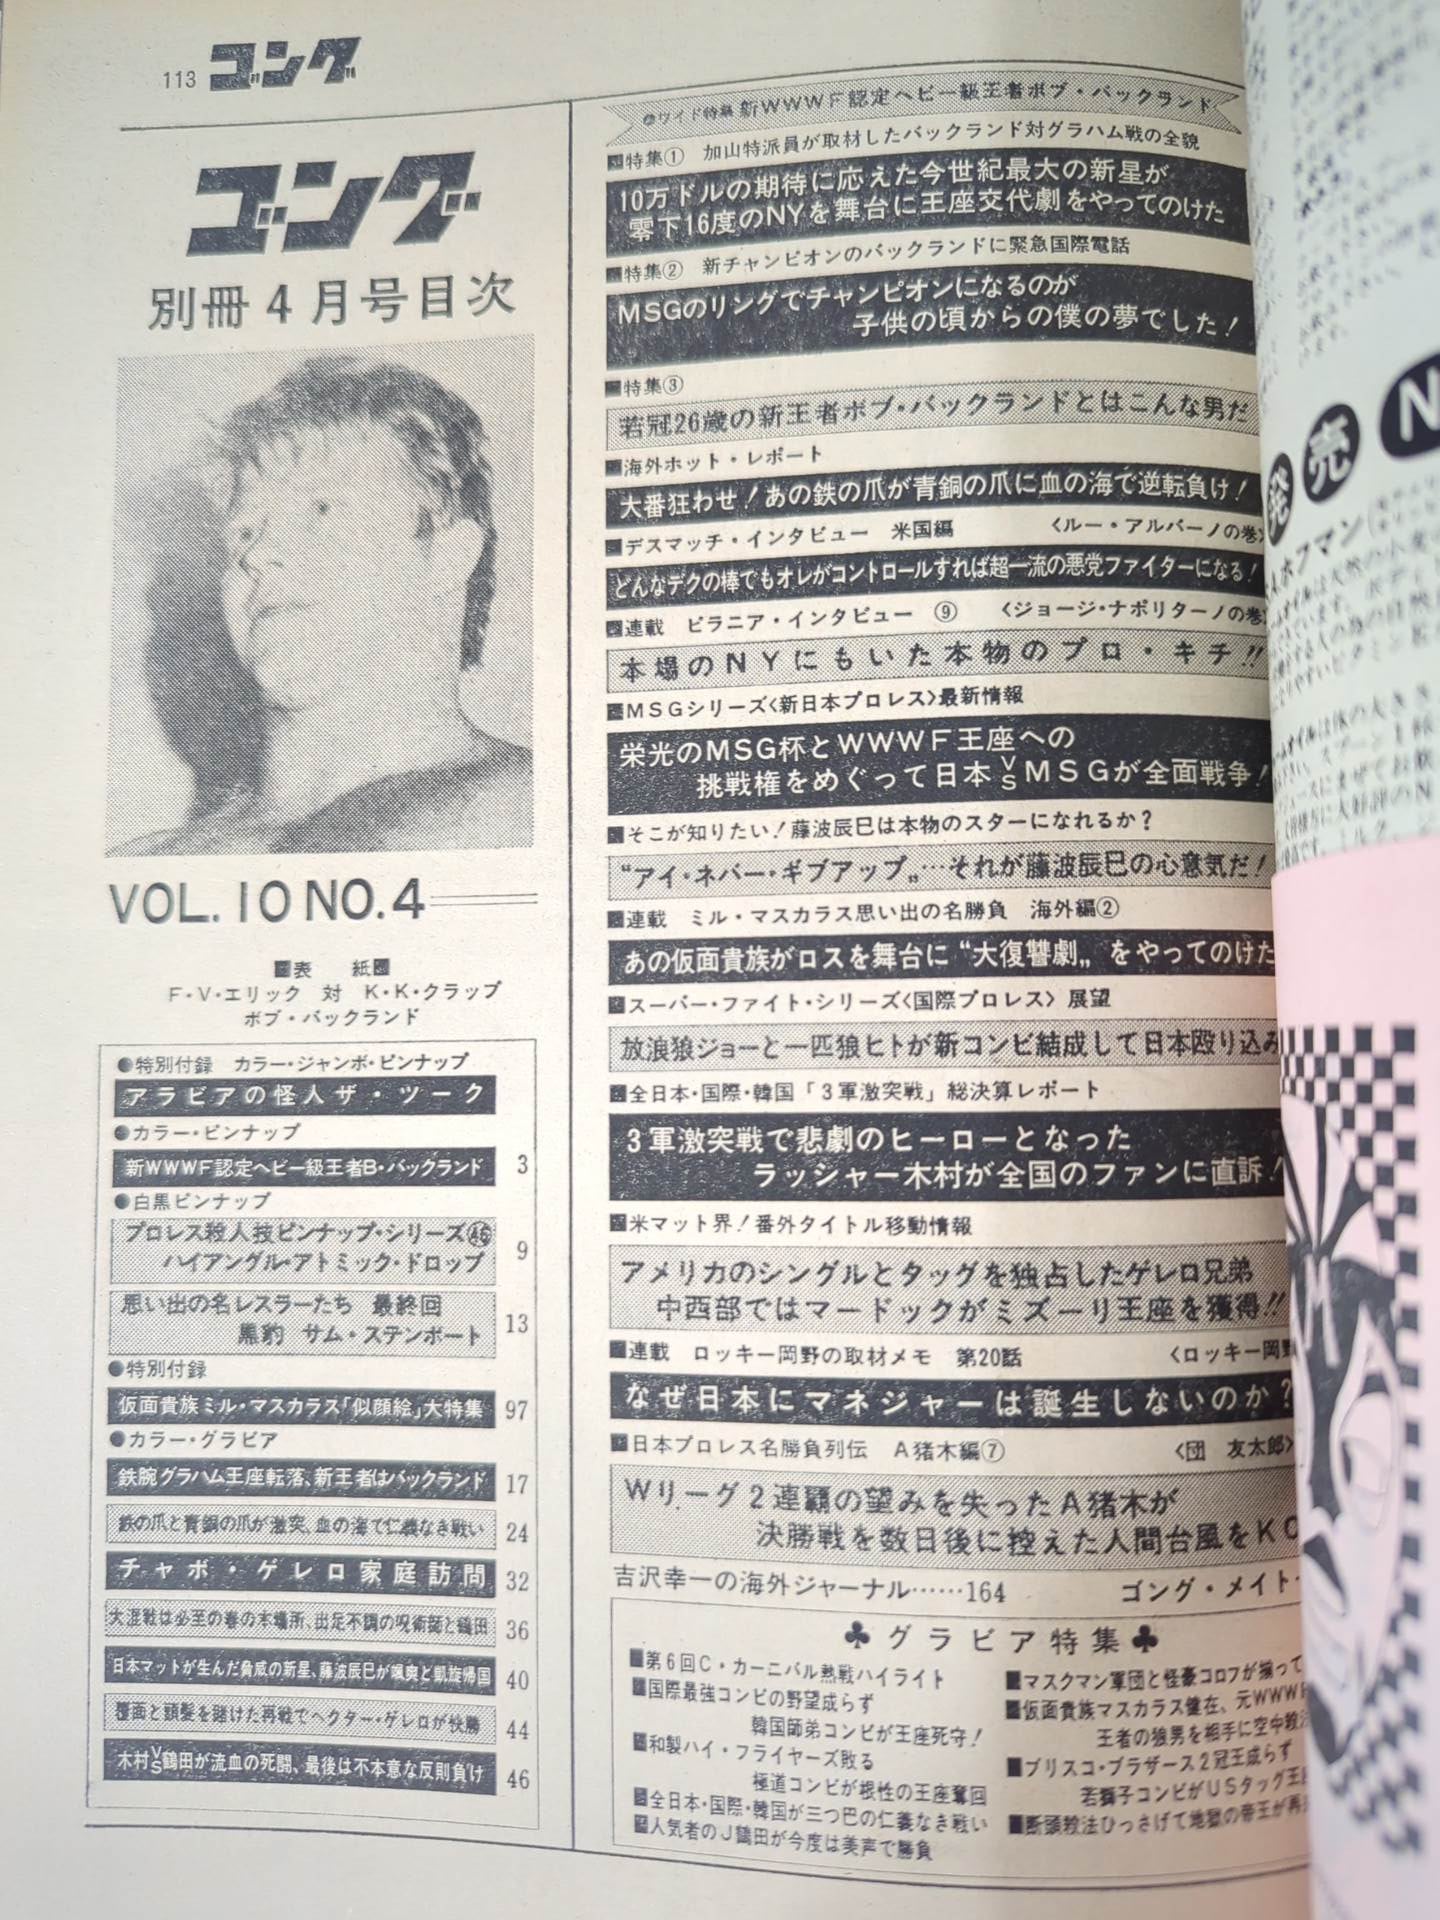 113 ゴング
ゴング
別冊4月号目次
VOL.10 NO.4
■表　紙■
F・V・エリック 対 K・K・クラップ
ボブ・バックランド
●特別付録 カラー・ジャンボ・ピンナップ
アラビアの怪人ザ・ツーク
●カラー・ピンナップ
新WWWF認定ヘビー級王者B・バックランド 3
●白黒ピンナップ
プロレス殺人技ピンナップ・シリーズ
ハイアングル・アトミック・ドロップ 9
思い出の名レスラーたち 最終回
黒豹 サム・ステンボート 13
●特別付録
仮面貴族ミル・マスカラス「似顔絵」大特集 97
●カラー・グラビア
鉄腕グラハム王座転落、新王者はバックランド 17
鉄の爪と青銅の爪が激突、血の海で仁義なき戦い 24
チャボ・ゲレロ家庭訪問 32
大混戦は必至の春の本場所、出足不調の呪術師と鶴田 36
日本マットが生んだ脅威の新星、藤波辰巳が颯爽と凱旋帰国 40
覆面と頭髪を賭けた再戦でヘクター・ゲレロが快勝 44
木村VS鶴田が流血の死闘、最後は不本意な反則負け 46
ワイド特集 新WWWF認定ヘビー級王者ボブ・バックランド
■特集① 加山特派員が取材したバックランド対グラハム戦の全貌
10万ドルの期待に応えた今世紀最大の新星が
零下16度のNYを舞台に王座交代劇をやってのけた
■特集② 新チャンピオンのバックランドに緊急国際電話
MSGのリングでチャンピオンになるのが
子供の頃からの僕の夢でした！
■特集③
若冠26歳の新王者ボブ・バックランドとはこんな男だ
■海外ホット・レポート
大番狂わせ！あの鉄の爪が青銅の爪に血の海で逆転負け！
■デスマッチ・インタビュー 米国編 〈ルー・アルバーノの巻〉
どんなデクの棒でもオレがコントロールすれば超一流の悪党ファイターになる！
■連載 ピラニア・インタビュー ⑨ 〈ジョージ・ナポリターノの巻〉
本場のNYにもいた本物のプロ・キチ!!
■MSGシリーズ〈新日本プロレス〉最新情報
栄光のMSG杯とWWWF王座への
挑戦権をめぐって日本VSMSGが全面戦争！
■そこが知りたい！藤波辰巳は本物のスターになれるか？
“アイ・ネバー・ギブアップ„…それが藤波辰巳の心意気だ！
■連載 ミル・マスカラス思い出の名勝負 海外編②
あの仮面貴族がロスを舞台に“大復讐劇„をやってのけた
■スーパー・ファイト・シリーズ〈国際プロレス〉展望
放浪狼ジョーと一匹狼ヒトが新コンビ結成して日本殴り込み
■全日本・国際・韓国「3軍激突戦」総決算レポート
3軍激突戦で悲劇のヒーローとなった
ラッシャー木村が全国のファンに直訴！
■米マット界！番外タイトル移動情報
アメリカのシングルとタッグを独占したゲレロ兄弟
中西部ではマードックがミズーリ王座を獲得!!
■連載 ロッキー岡野の取材メモ 第20話 〈ロッキー岡野
なぜ日本にマネジャーは誕生しないのか？
■日本プロレス名勝負列伝 A猪木編⑦ 〈団 友太郎〉
Wリーグ2連覇の望みを失ったA猪木が
決勝戦を数日後に控えた人間台風をKO
吉沢幸一の海外ジャーナル……164 ゴング・メイト・
♣グラビア特集♣
■第6回C・カーニバル熱戦ハイライト
■国際最強コンビの野望成らず
韓国師弟コンビが王座死守！
■和製ハイ・フライヤーズ敗る
極道コンビが根性の王座奪回
■全日本・国際・韓国が三つ巴の仁義なき戦い
■人気者のJ鶴田が今度は美声で勝負
■マスクマン軍団と怪豪コロフが揃って
■仮面貴族マスカラス健在、元WWW
王者の狼男を相手に空中殺法
■ブリスコ・ブラザース2冠王成らず
若獅子コンビがUSタッグ王座
■断頭殺法ひっさげて地獄の帝王が再
発売N
ホフマン